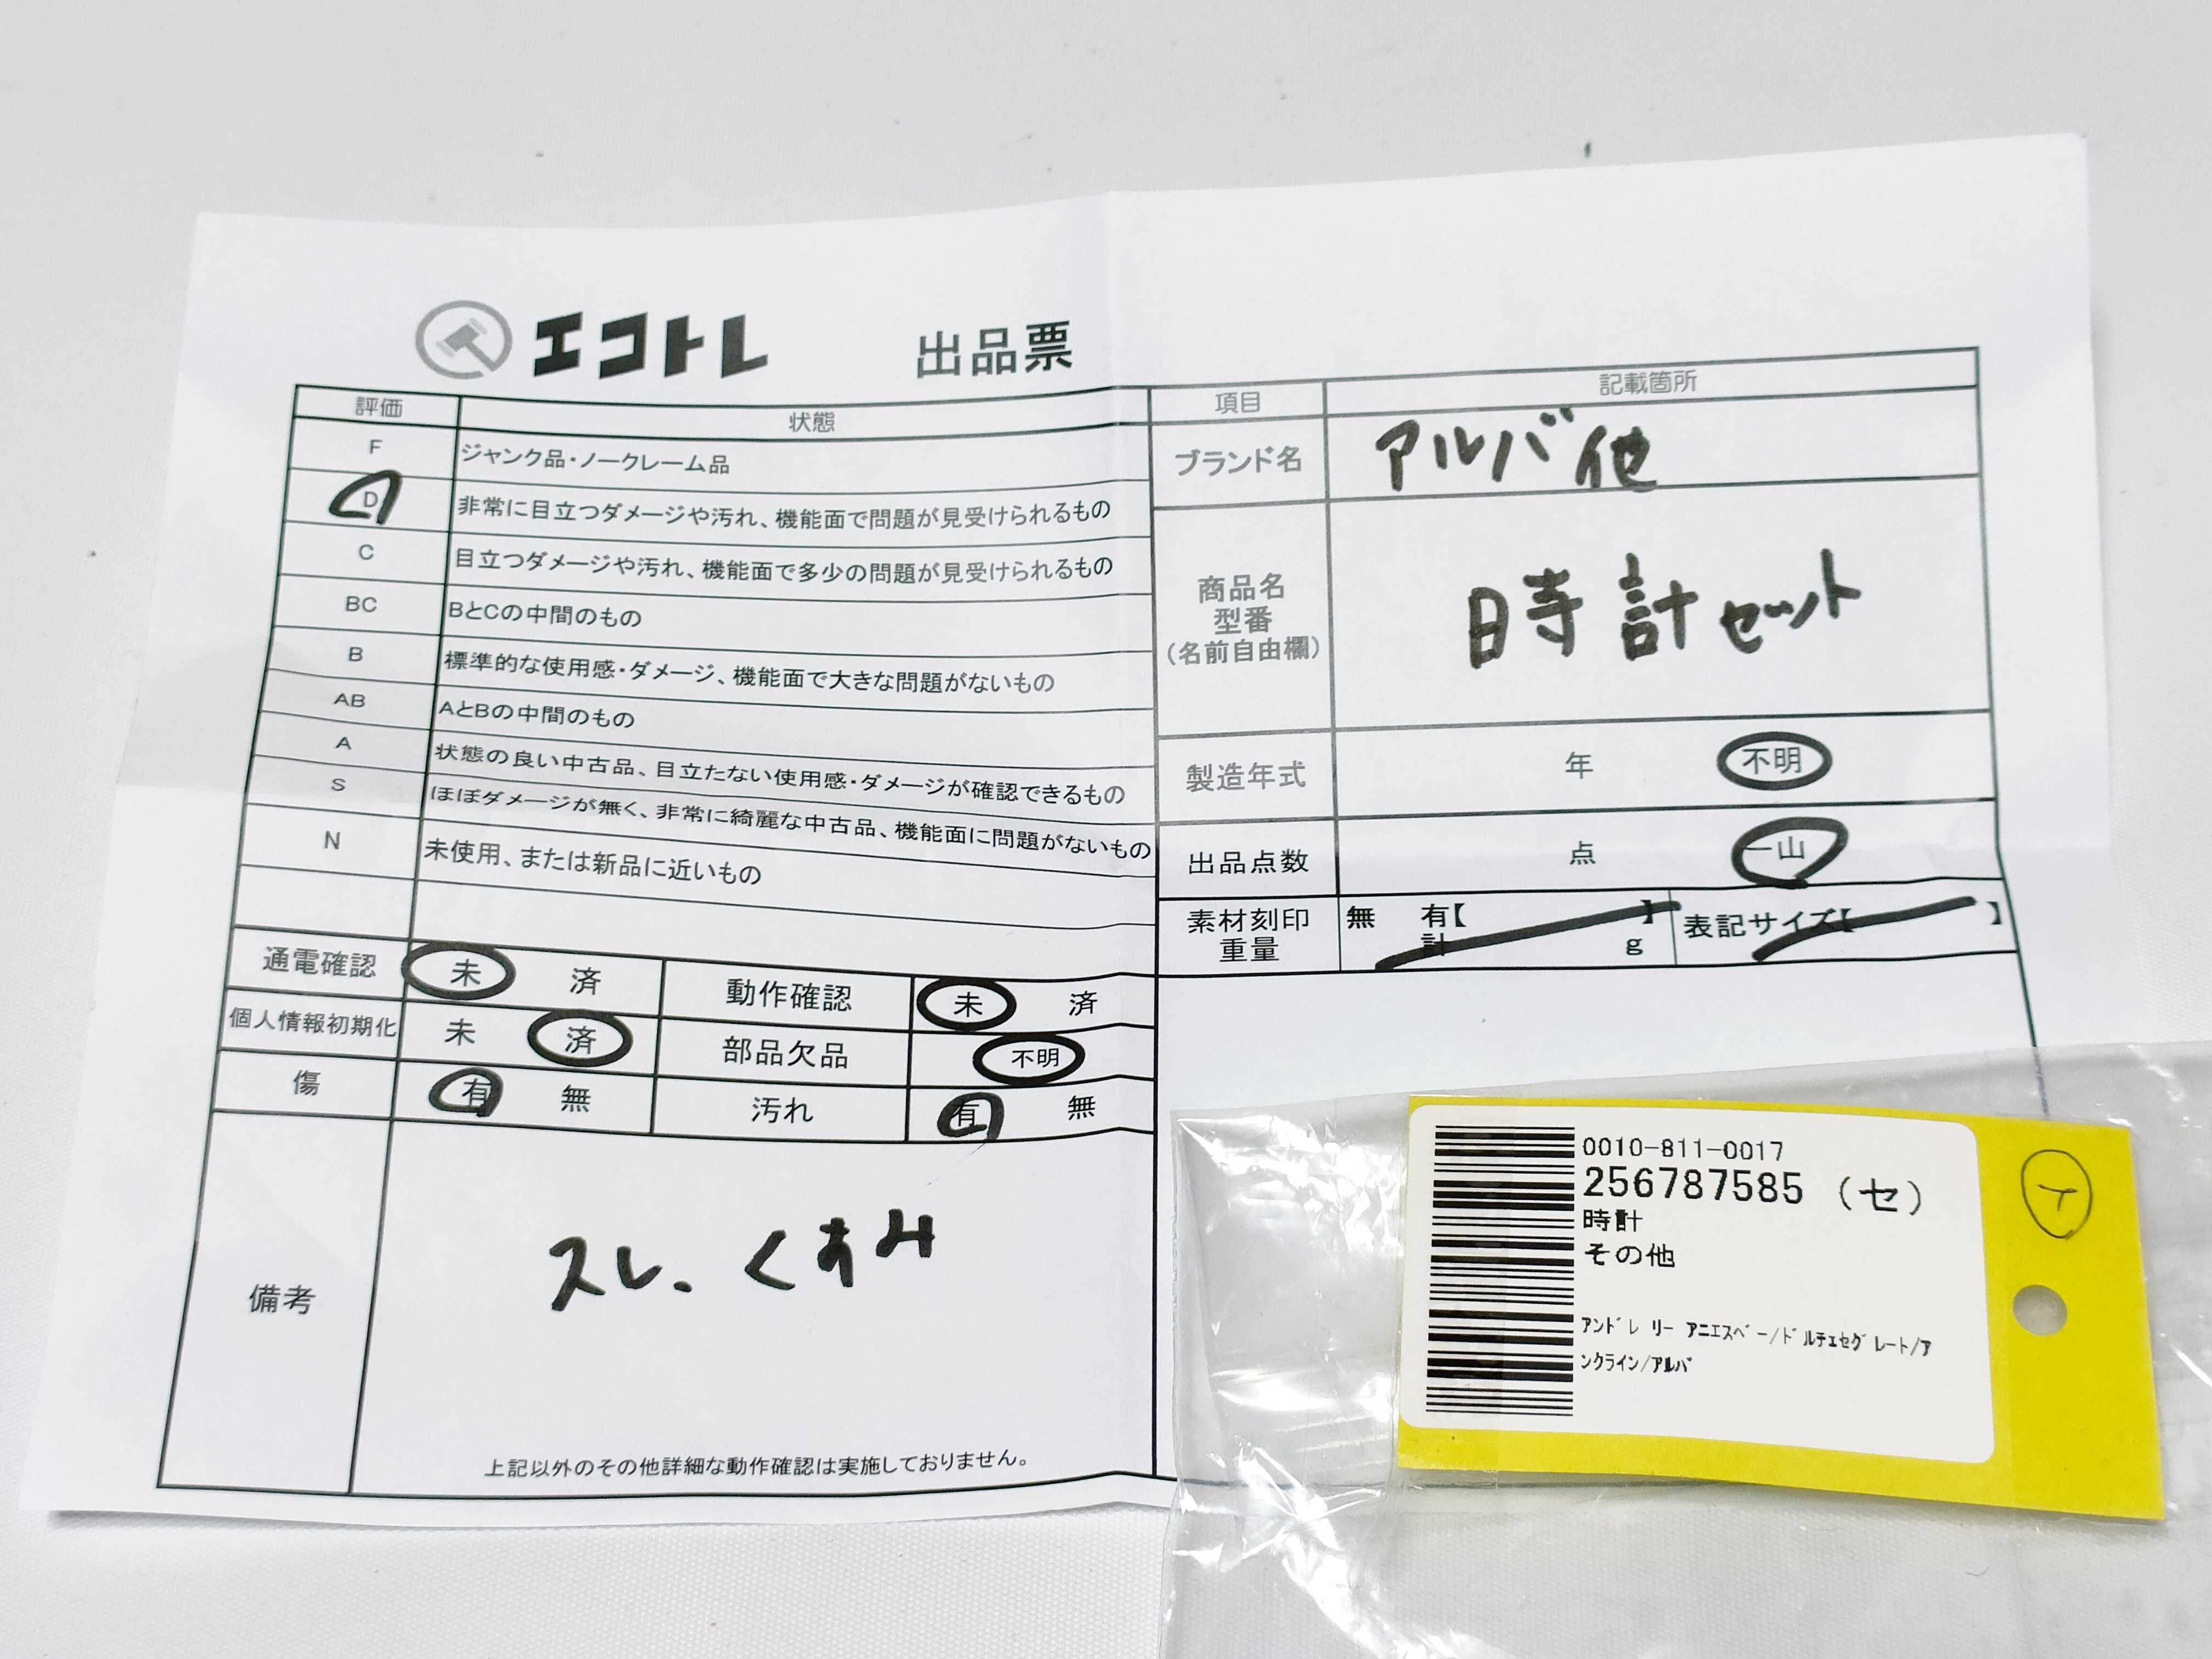 エコトレ 出品票
評価 状態
F ジャンク品・ノークレーム品
D 非常に目立つダメージや汚れ、機能面で問題が見受けられるもの
C 目立つダメージや汚れ、機能面で多少の問題が見受けられるもの
BC BとCの中間のもの
B 標準的な使用感・ダメージ、機能面で大きな問題がないもの
AB AとBの中間のもの
A 状態の良い中古品、目立たない使用感・ダメージが確認できるもの
S ほぼダメージが無く、非常に綺麗な中古品、機能面に問題がないもの
N 未使用、または新品に近いもの
通電確認 未 済 動作確認 未 済
個人情報初期化 未 済 部品欠品 不明
傷 有 無 汚れ 有 無
備考
スレ、くすみ
上記以外のその他詳細な動作確認は実施しておりません。
項目 記載箇所
ブランド名 アルバ他
商品名
型番
(名前自由欄)
時計セット
製造年式 年 不明
出品点数 点 一山
素材刻印 無 有【 】 表記サイズ【 】
重量 計 g
0010-811-0017
256787585 (セ)
時計
その他
アンドレ リー アニエスベー/ドルチェセグレート/ア
ンクライン/アルバ
イ